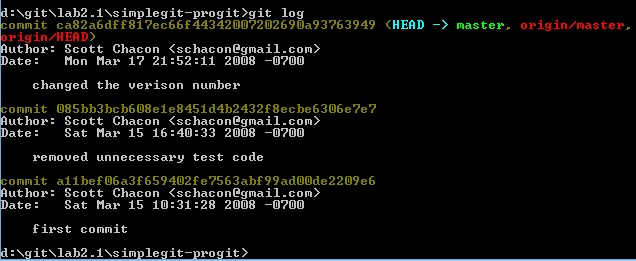 d:\git\lab2.1\simplegit-progit>git log
commit ca82a6dff817ec66f44342007202690a93763949 (HEAD -> master, origin/master,
origin/HEAD)
Author: Scott Chacon <schacon@gmail.com>
Date:   Mon Mar 17 21:52:11 2008 -0700
changed the verison number
commit 085bb3bcb608e1e8451d4b2432f8ecbe6306e7e7
Author: Scott Chacon <schacon@gmail.com>
Date:   Sat Mar 15 16:40:33 2008 -0700
removed unnecessary test code
commit a11bef06a3f659402fe7563abf99ad00de2209e6
Author: Scott Chacon <schacon@gmail.com>
Date:   Sat Mar 15 10:31:28 2008 -0700
first commit
d:\git\lab2.1\simplegit-progit>